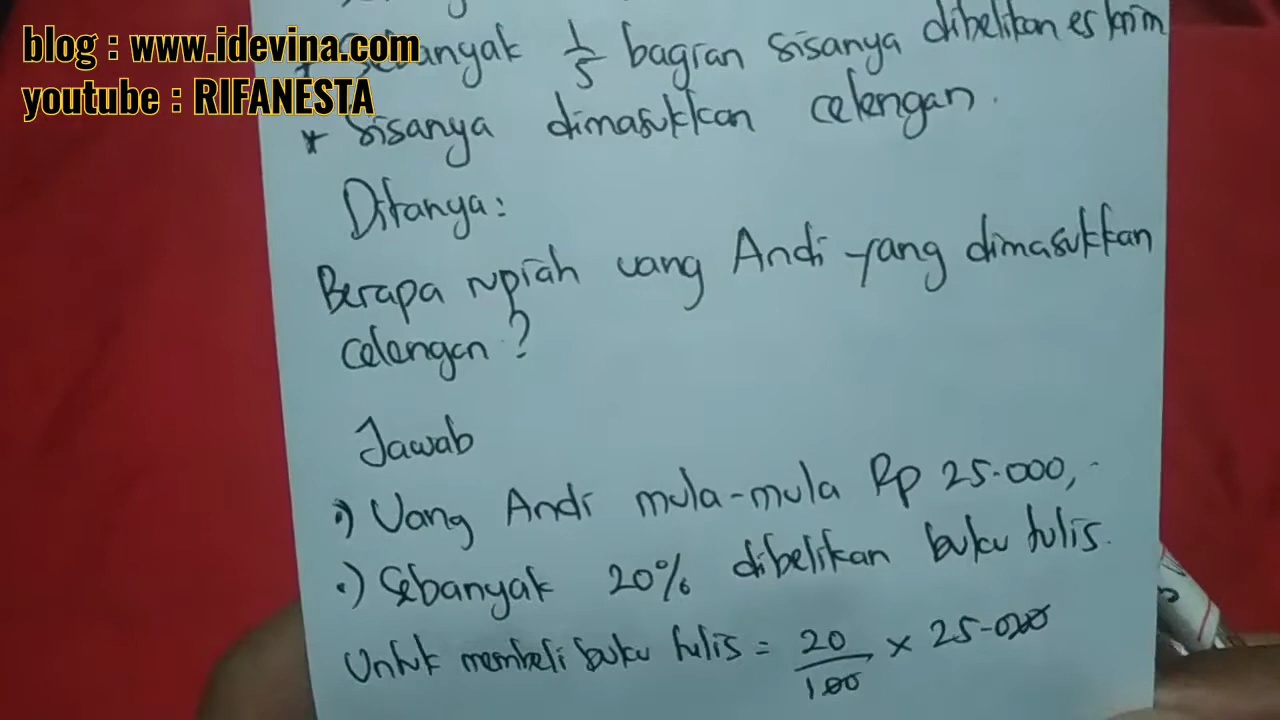 blog : www.idevina.com
youtube : RIFANESTA
* Sebanyak 1/5 bagian sisanya dibelikan es krim
* Sisanya dimasukkan celengan.
Ditanya:
Berapa rupiah uang Andi yang dimasukkan
celengan?
Jawab
•) Uang Andi mula-mula Rp 25.000,-
•) Sebanyak 20% dibelikan buku tulis.
Untuk membeli buku tulis = 20/100 x 25.000